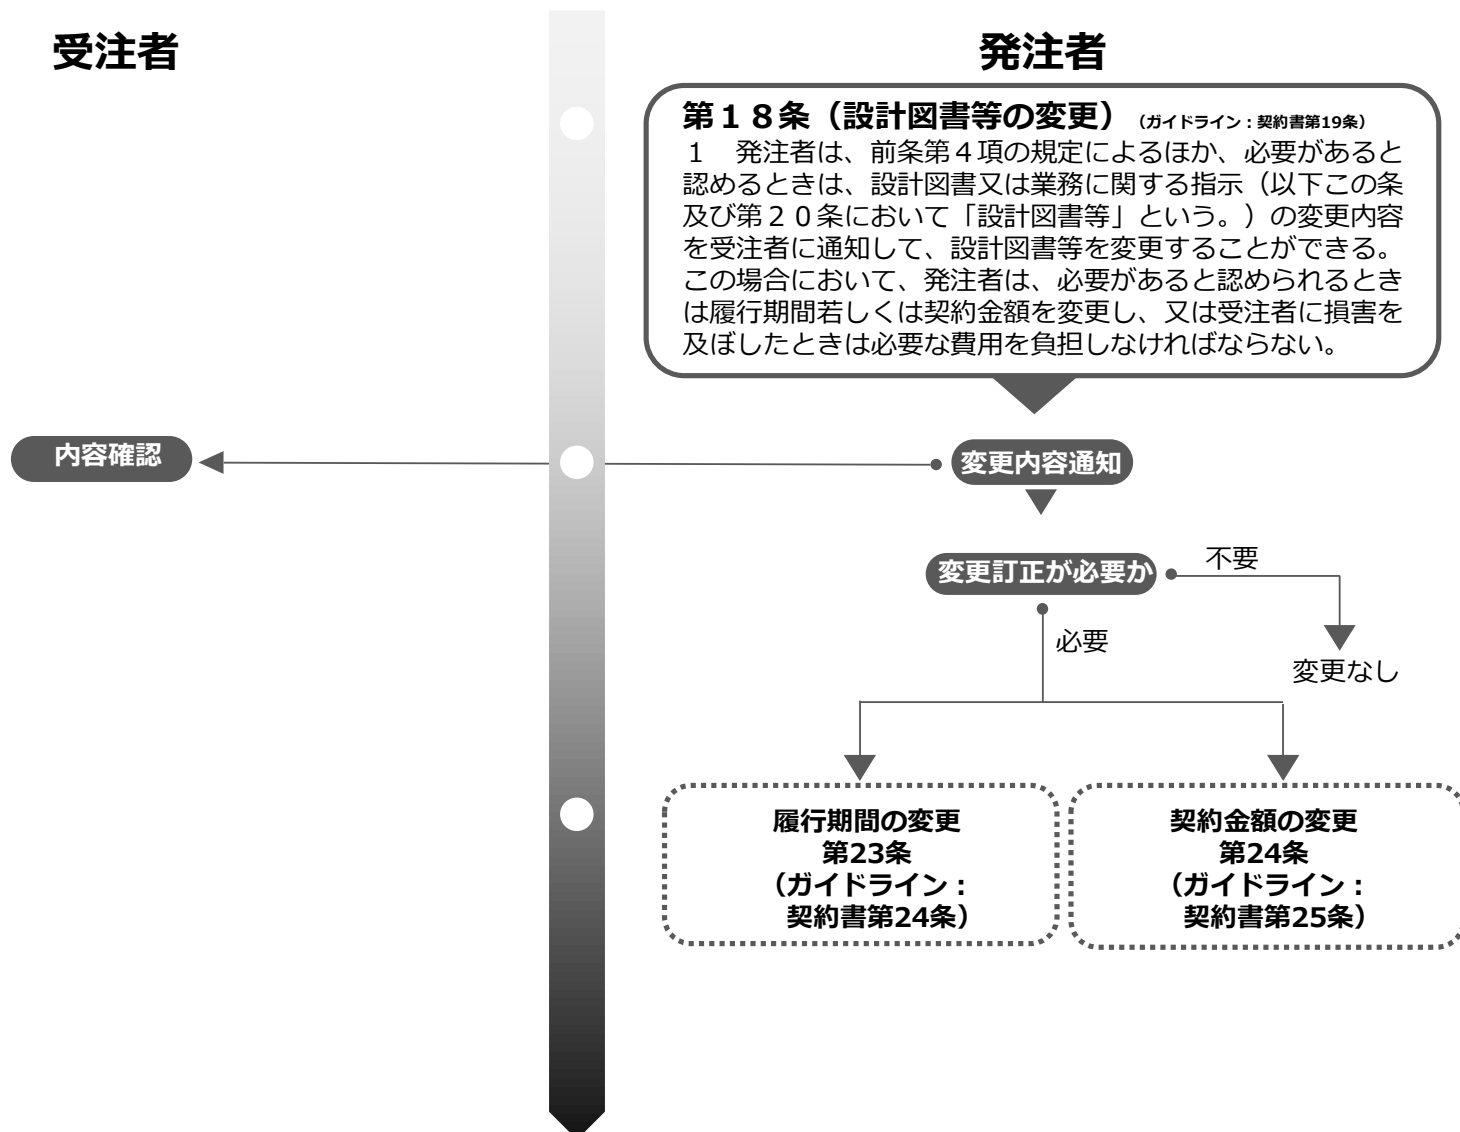 受注者
発注者
第１８条（設計図書等の変更）（ガイドライン：契約書第19条）
１　発注者は、前条第４項の規定によるほか、必要があると
認めるときは、設計図書又は業務に関する指示（以下この条
及び第２０条において「設計図書等」という。）の変更内容
を受注者に通知して、設計図書等を変更することができる。
この場合において、発注者は、必要があると認められるとき
は履行期間若しくは契約金額を変更し、又は受注者に損害を
及ぼしたときは必要な費用を負担しなければならない。
内容確認
変更内容通知
変更訂正が必要か
不要
必要
変更なし
履行期間の変更
第23条
（ガイドライン：
契約書第24条）
契約金額の変更
第24条
（ガイドライン：
契約書第25条）